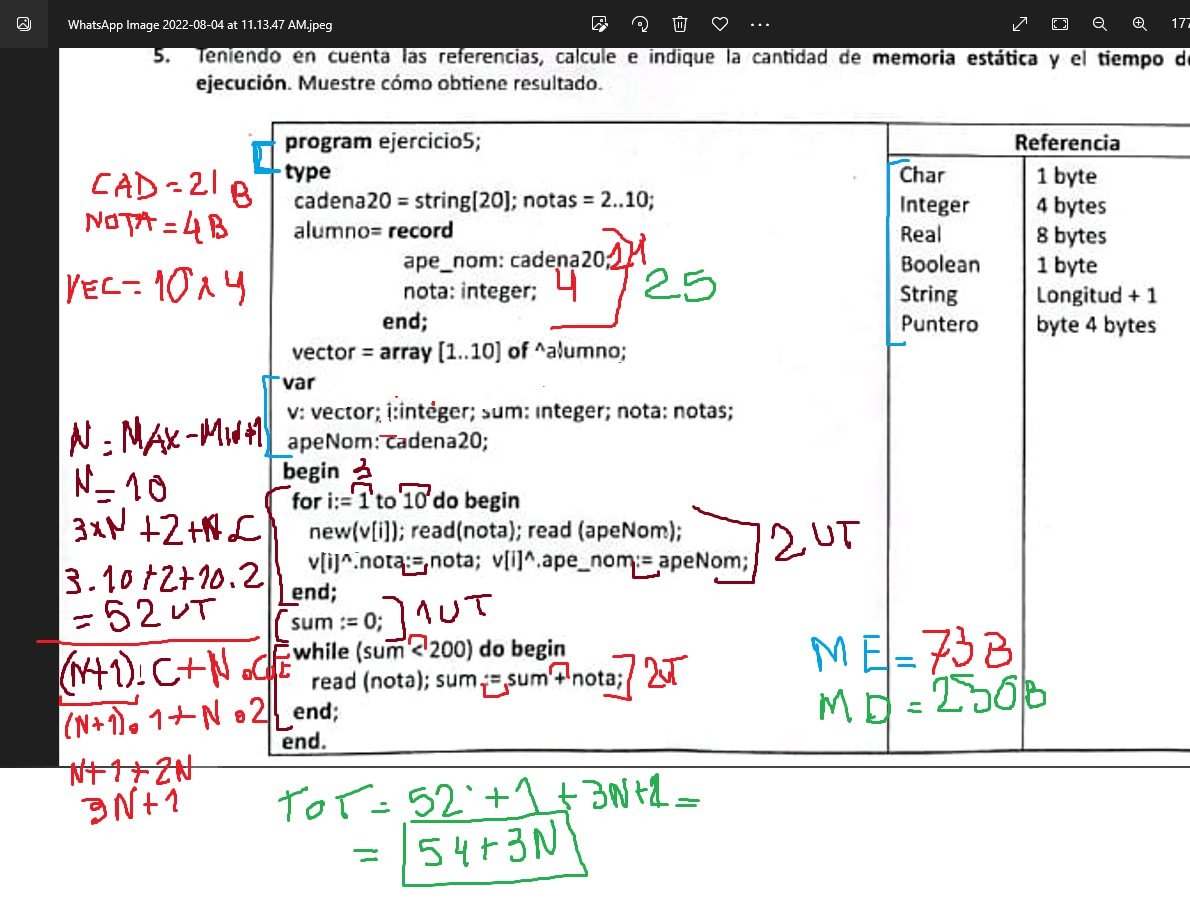 WhatsApp Image 2022-08-04 at 11.13.47 AM.jpeg
177
5. Teniendo en cuenta las referencias, calcule e indique la cantidad de memoria estática y el tiempo de
ejecución. Muestre cómo obtiene resultado.
program ejercicio5;
type
cadena20 = string[20]; notas = 2..10;
alumno= record
ape_nom: cadena20; 21
nota: integer; 4
25
end;
vector = array [1..10] of ^alumno;
var
v: vector; i:integer; sum: integer; nota: notas;
apeNom: cadena20;
begin 3
for i:= 1 to 10 do begin
new(v[i]); read(nota); read (apeNom);
v[i]^.nota:= nota; v[i]^.ape_nom:= apeNom;
2 UT
end;
sum := 0; 1 UT
while (sum < 200) do begin
read (nota); sum := sum + nota; 2UT
end;
end.
Referencia
Char 1 byte
Integer 4 bytes
Real 8 bytes
Boolean 1 byte
String Longitud + 1
Puntero byte 4 bytes
CAD = 21 B
NOTA = 4B
VEC = 10 x 4
N = MAX-MIN+1
N = 10
3xN + 2 + N C
3.10+2+10.2
= 52 UT
(N+1).C+N.CUE
(N+1).1+N.2
N+1+2N
3N+1
ME = 73B
MD = 250B
TOT = 52 + 1 + 3N+1 =
= 54+3N